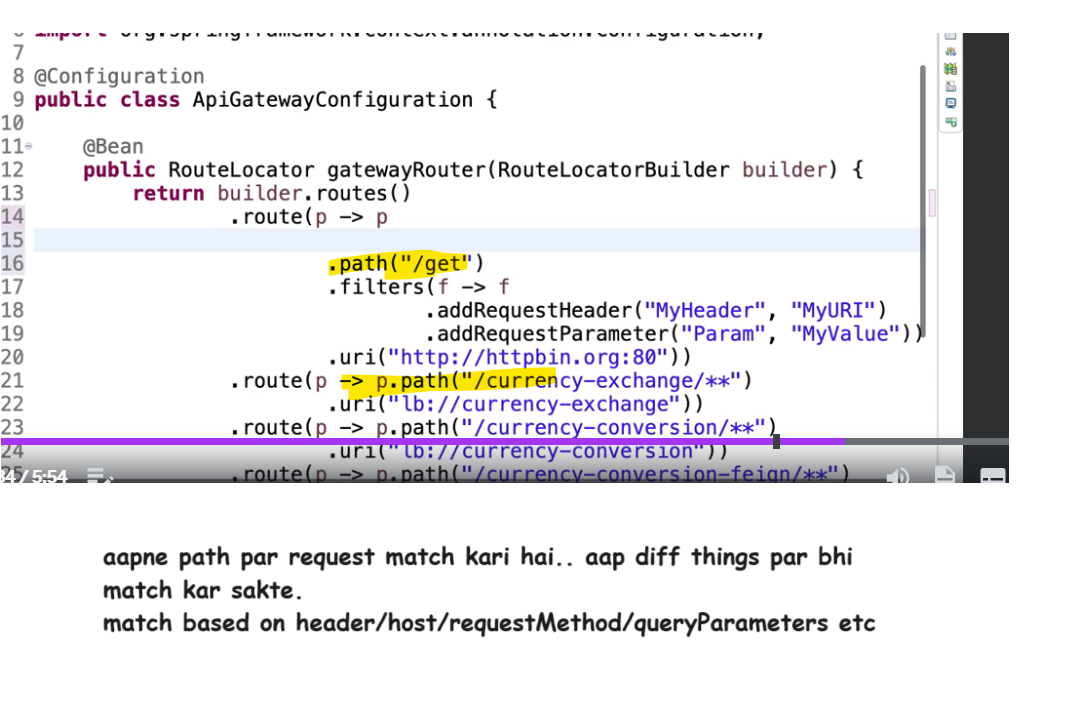 import org.springframework.context.annotation.Configuration;
7
8 @Configuration
9 public class ApiGatewayConfiguration {
10
11 @Bean
12 public RouteLocator gatewayRouter(RouteLocatorBuilder builder) {
13 return builder.routes()
14 .route(p -> p
15
16 .path("/get")
17 .filters(f -> f
18 .addRequestHeader("MyHeader", "MyURI")
19 .addRequestParameter("Param", "MyValue"))
20 .uri("http://httpbin.org:80"))
21 .route(p -> p.path("/currency-exchange/**")
22 .uri("lb://currency-exchange"))
23 .route(p -> p.path("/currency-conversion/**")
24 .uri("lb://currency-conversion"))
25 .route(p -> p.path("/currency-conversion-feign/**")
/ 5:54
aapne path par request match kari hai.. aap diff things par bhi
match kar sakte.
match based on header/host/requestMethod/queryParameters etc